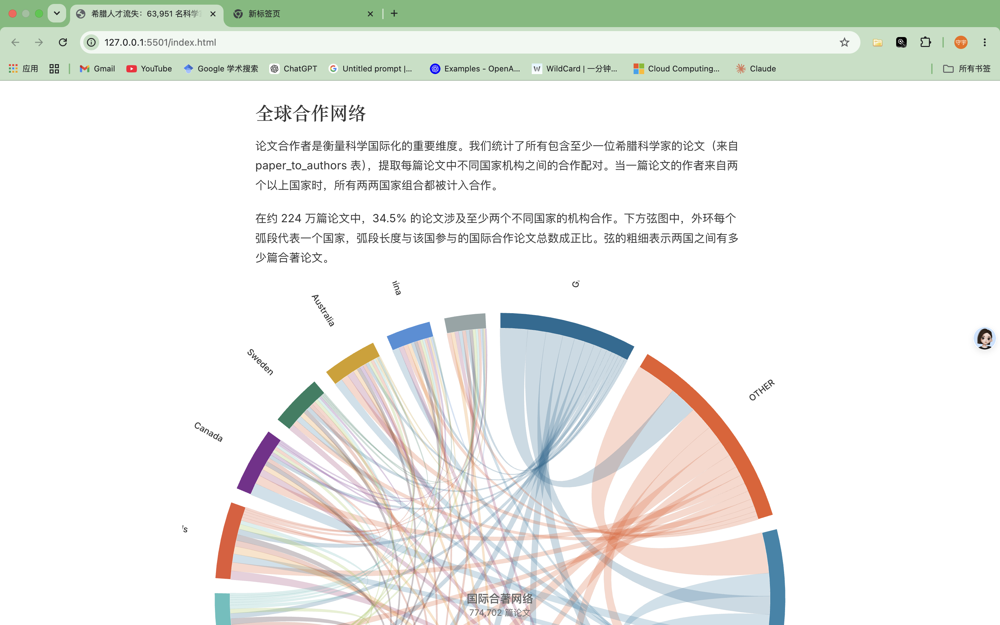 希腊人才流失：63,951 名科学
新标签页
127.0.0.1:5501/index.html
守宇
应用
Gmail
YouTube
Google 学术搜索
ChatGPT
Untitled prompt |...
Examples - OpenA...
WildCard | 一分钟...
Cloud Computing...
Claude
所有书签
全球合作网络
论文合作者是衡量科学国际化的重要维度。我们统计了所有包含至少一位希腊科学家的论文（来自
paper_to_authors 表），提取每篇论文中不同国家机构之间的合作配对。当一篇论文的作者来自两
个以上国家时，所有两两国家组合都被计入合作。
在约 224 万篇论文中，34.5% 的论文涉及至少两个不同国家的机构合作。下方弦图中，外环每个
弧段代表一个国家，弧段长度与该国参与的国际合作论文总数成正比。弦的粗细表示两国之间有多
少篇合著论文。
ina
G
Australia
Sweden
OTHER
Canada
s
国际合著网络
774,702 篇论文